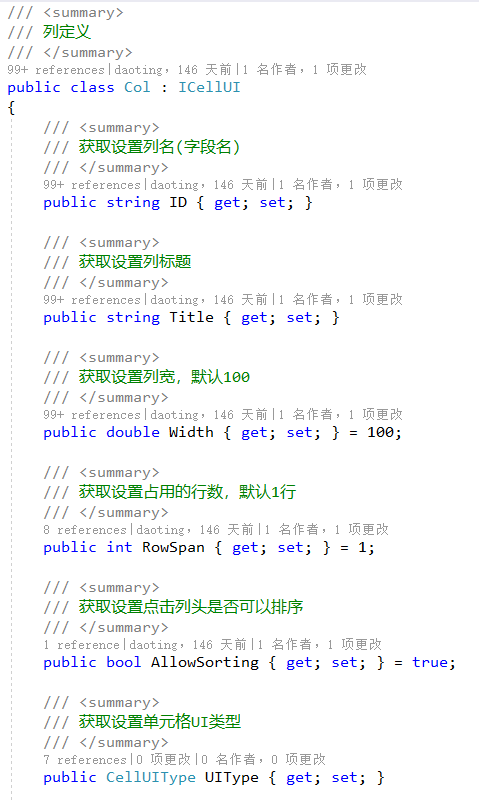 /// <summary>
/// 列定义
/// </summary>
99+ references|daoting，146 天前|1 名作者，1 项更改
public class Col : ICellUI
{
/// <summary>
/// 获取设置列名(字段名)
/// </summary>
99+ references|daoting，146 天前|1 名作者，1 项更改
public string ID { get; set; }
/// <summary>
/// 获取设置列标题
/// </summary>
99+ references|daoting，146 天前|1 名作者，1 项更改
public string Title { get; set; }
/// <summary>
/// 获取设置列宽，默认100
/// </summary>
99+ references|daoting，146 天前|1 名作者，1 项更改
public double Width { get; set; } = 100;
/// <summary>
/// 获取设置占用的行数，默认1行
/// </summary>
8 references|daoting，146 天前|1 名作者，1 项更改
public int RowSpan { get; set; } = 1;
/// <summary>
/// 获取设置点击列头是否可以排序
/// </summary>
1 reference|daoting，146 天前|1 名作者，1 项更改
public bool AllowSorting { get; set; } = true;
/// <summary>
/// 获取设置单元格UI类型
/// </summary>
7 references|0 项更改|0 名作者，0 项更改
public CellUIType UIType { get; set; }